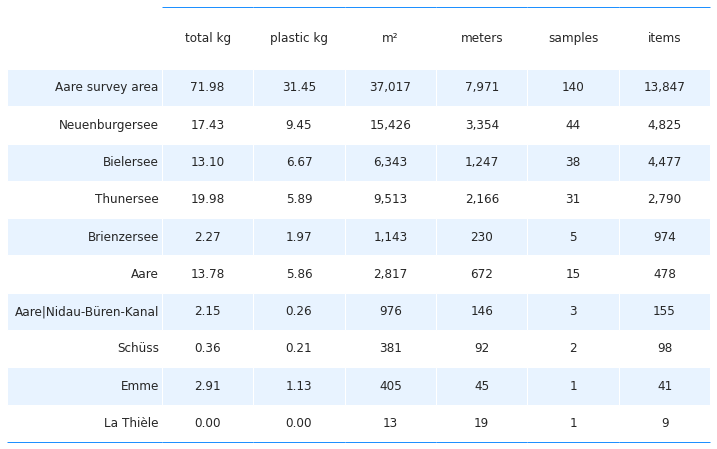 total kg plastic kg m² meters samples items
Aare survey area 71.98 31.45 37,017 7,971 140 13,847
Neuenburgersee 17.43 9.45 15,426 3,354 44 4,825
Bielersee 13.10 6.67 6,343 1,247 38 4,477
Thunersee 19.98 5.89 9,513 2,166 31 2,790
Brienzersee 2.27 1.97 1,143 230 5 974
Aare 13.78 5.86 2,817 672 15 478
Aare|Nidau-Büren-Kanal 2.15 0.26 976 146 3 155
Schüss 0.36 0.21 381 92 2 98
Emme 2.91 1.13 405 45 1 41
La Thièle 0.00 0.00 13 19 1 9